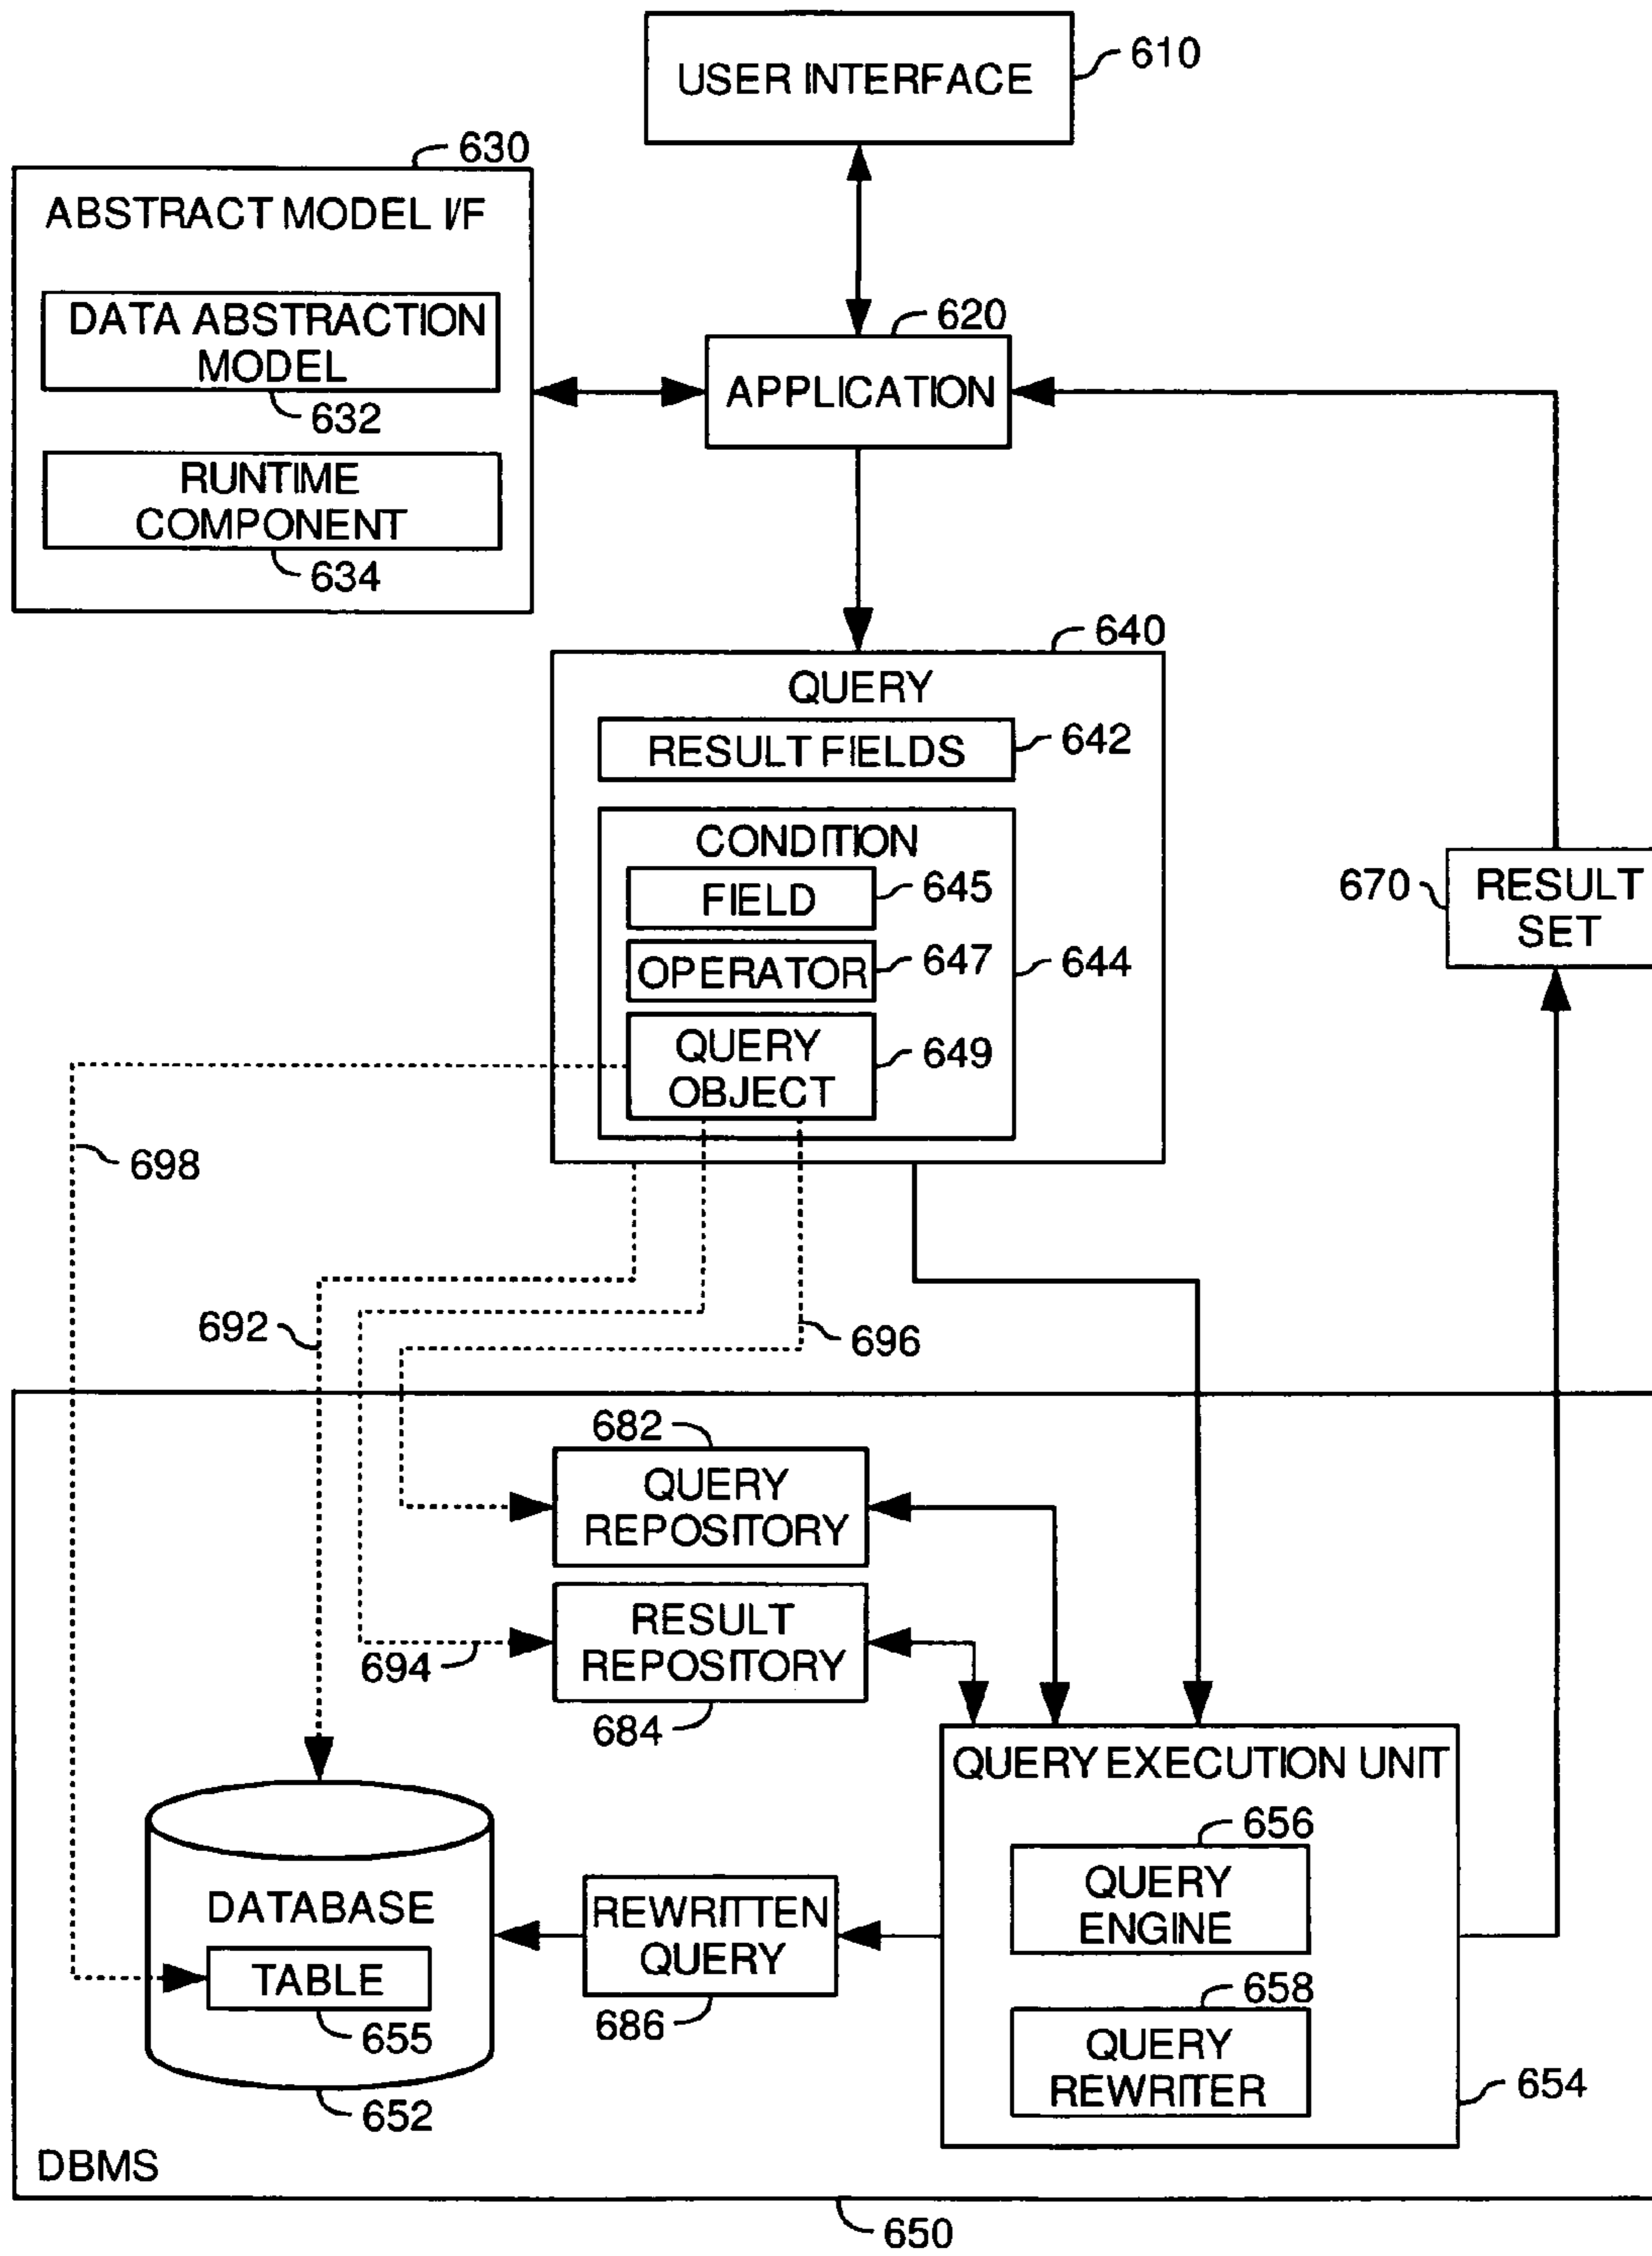 USER INTERFACE
610
630
ABSTRACT MODEL I/F
DATA ABSTRACTION
MODEL
632
RUNTIME
COMPONENT
634
620
APPLICATION
640
QUERY
RESULT FIELDS
642
CONDITION
FIELD
645
OPERATOR
647
644
QUERY
OBJECT
649
670
RESULT
SET
698
692
696
682
QUERY
REPOSITORY
RESULT
REPOSITORY
694
684
QUERY EXECUTION UNIT
656
QUERY
ENGINE
658
QUERY
REWRITER
654
DATABASE
TABLE
655
652
REWRITTEN
QUERY
686
DBMS
650